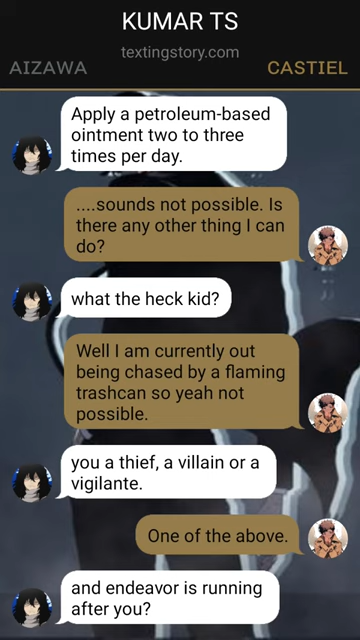 KUMAR TS
textingstory.com
AIZAWA
CASTIEL
Apply a petroleum-based
ointment two to three
times per day.
....sounds not possible. Is
there any other thing I can
do?
what the heck kid?
Well I am currently out
being chased by a flaming
trashcan so yeah not
possible.
you a thief, a villain or a
vigilante.
One of the above.
and endeavor is running
after you?